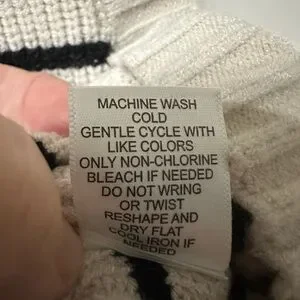 MACHINE WASH
COLD
GENTLE CYCLE WITH
LIKE COLORS
ONLY NON-CHLORINE
BLEACH IF NEEDED
DO NOT WRING
OR TWIST
RESHAPE AND
DRY FLAT
COOL IRON IF
NEEDED